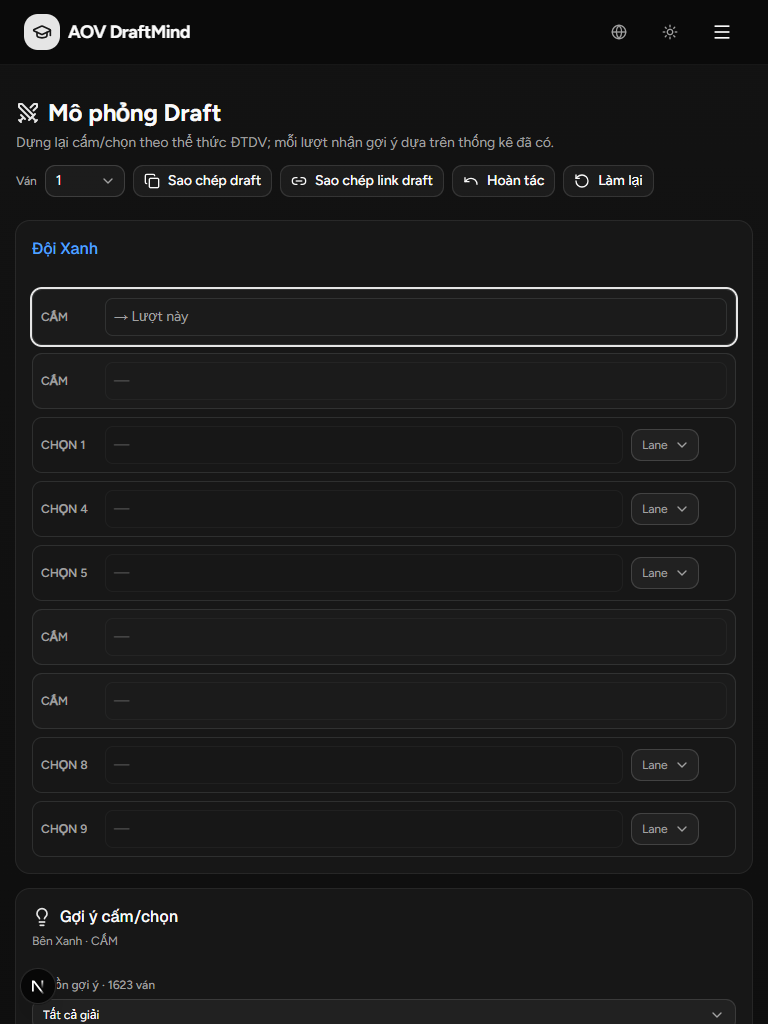 AOV DraftMind
Mô phỏng Draft
Dựng lại cấm/chọn theo thể thức ĐTDV; mỗi lượt nhận gợi ý dựa trên thống kê đã có.
Ván 1 Sao chép draft Sao chép link draft Hoàn tác Làm lại
Đội Xanh
CẤM → Lượt này
CẤM —
CHỌN 1 — Lane
CHỌN 4 — Lane
CHỌN 5 — Lane
CẤM —
CẤM —
CHỌN 8 — Lane
CHỌN 9 — Lane
Gợi ý cấm/chọn
Bên Xanh · CẤM
gợi ý · 1623 ván
N
Tất cả giải